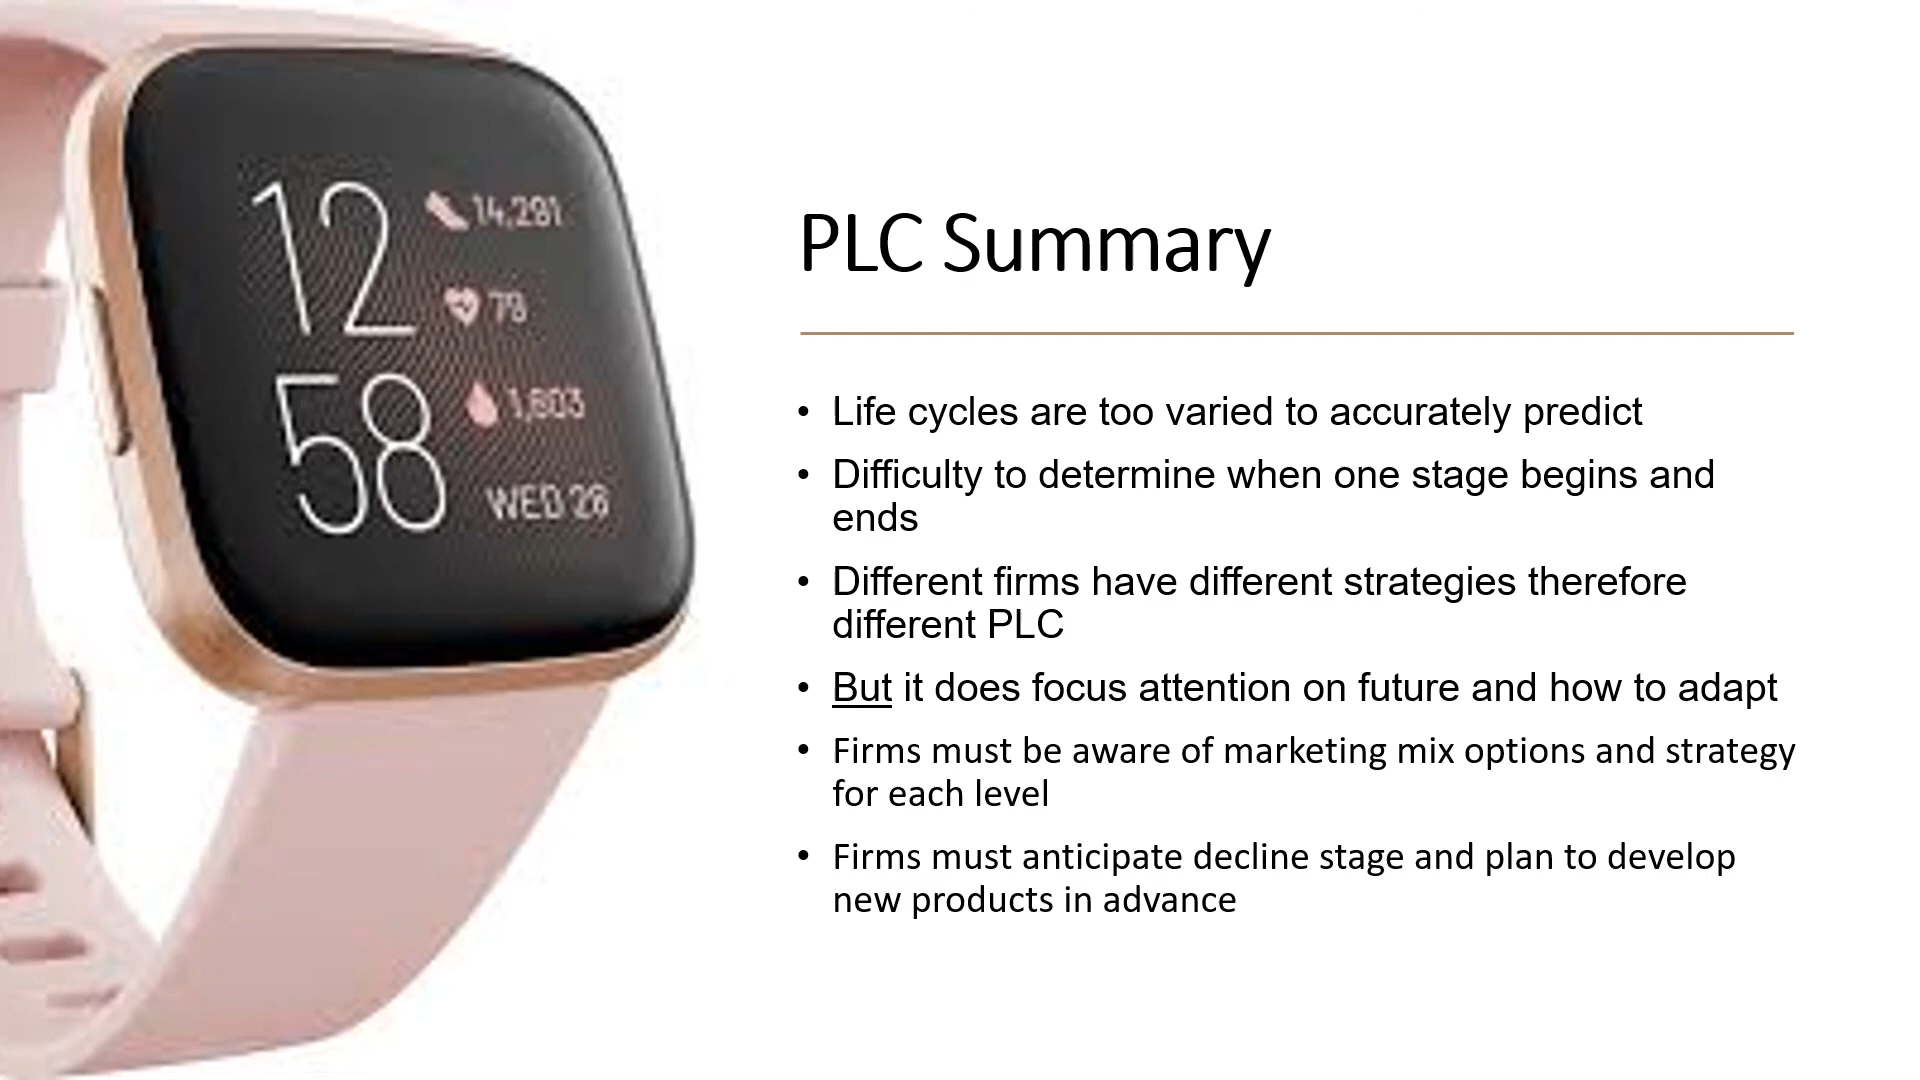 12
58
14,291
79
1,803
WED 28
PLC Summary
• Life cycles are too varied to accurately predict
• Difficulty to determine when one stage begins and
ends
• Different firms have different strategies therefore
different PLC
• But it does focus attention on future and how to adapt
• Firms must be aware of marketing mix options and strategy
for each level
• Firms must anticipate decline stage and plan to develop
new products in advance